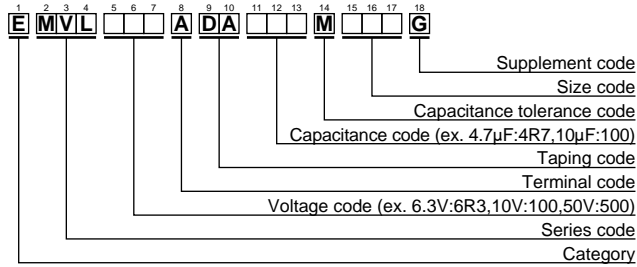 1 2 3 4 5 6 7 8 9 10 11 12 13 14 15 16 17 18
E M V L A D A M G
Supplement code
Size code
Capacitance tolerance code
Capacitance code (ex. 4.7µF:4R7,10µF:100)
Taping code
Terminal code
Voltage code (ex. 6.3V:6R3,10V:100,50V:500)
Series code
Category